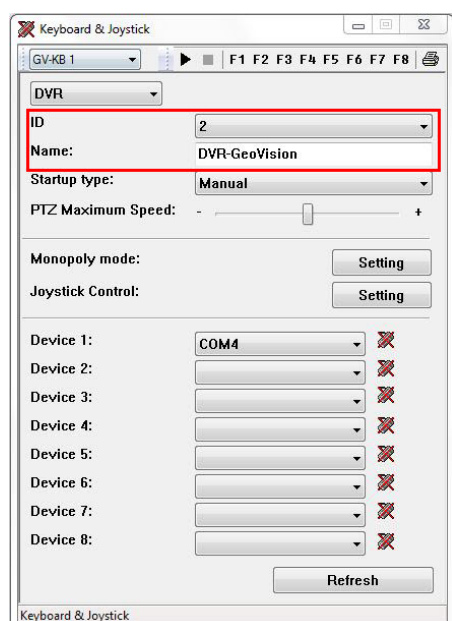 Keyboard & Joystick
GV-KB 1 F1 F2 F3 F4 F5 F6 F7 F8
DVR
ID 2
Name: DVR-GeoVision
Startup type: Manual
PTZ Maximum Speed: - +
Monopoly mode: Setting
Joystick Control: Setting
Device 1: COM4
Device 2:
Device 3:
Device 4:
Device 5:
Device 6:
Device 7:
Device 8:
Refresh
Keyboard & Joystick